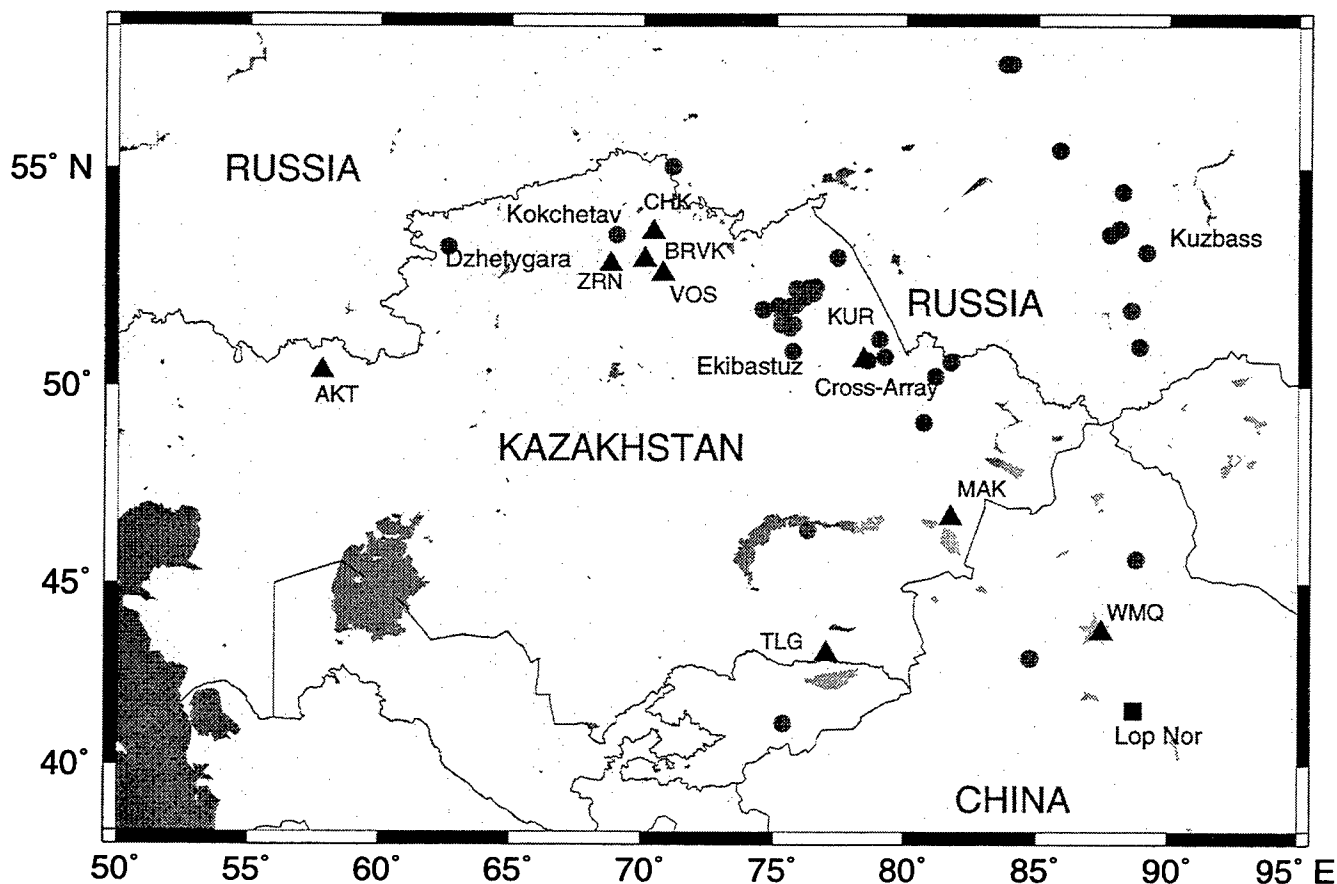 55° N
RUSSIA
CHK
Kokchetav
Kuzbass
Dzhetygara
BRVK
ZRN
VOS
RUSSIA
KUR
Ekibastuz
50°
Cross-Array
AKT
KAZAKHSTAN
MAK
45°
WMQ
TLG
Lop Nor
40°
CHINA
50° 55° 60° 65° 70° 75° 80° 85° 90° 95° E